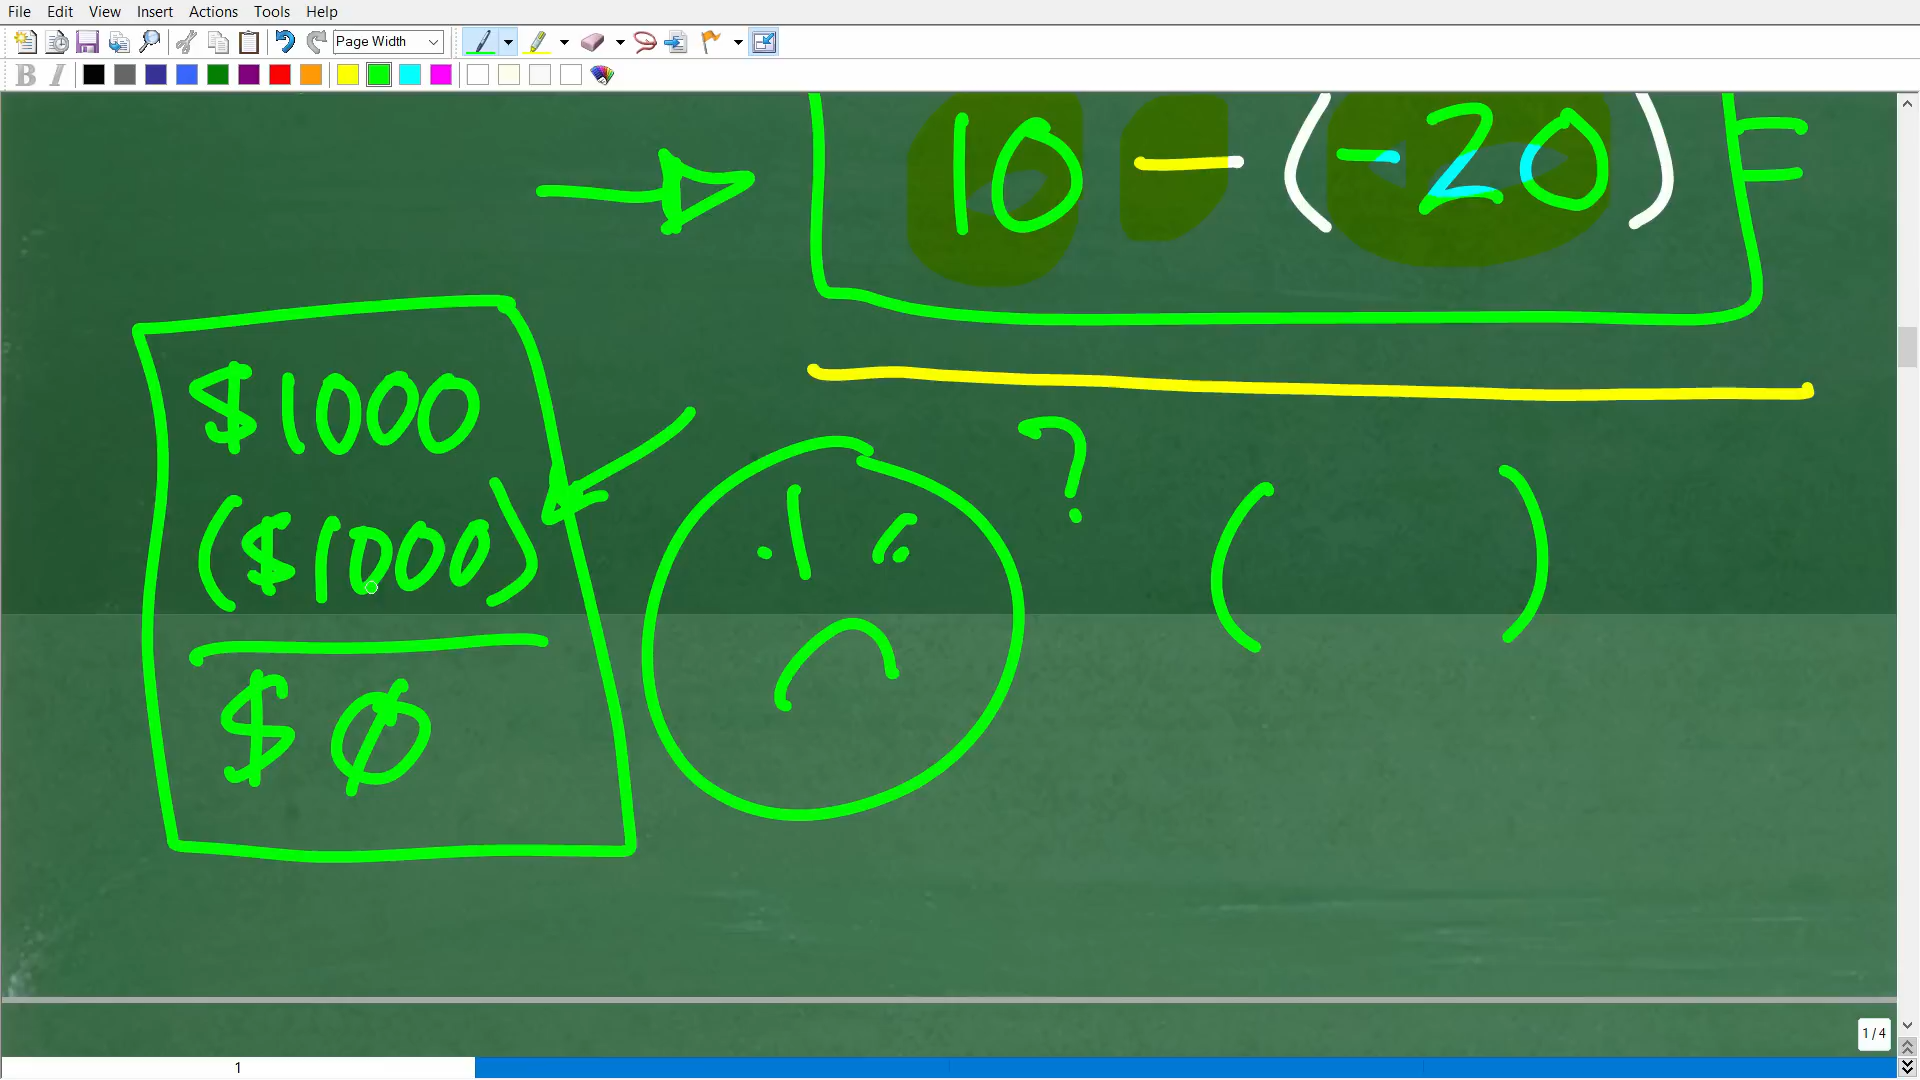 File Edit View Insert Actions Tools Help
Page Width
B I
10 - (-20) =
$1000
($1000)
$ 0
?
( )
1 / 4
1